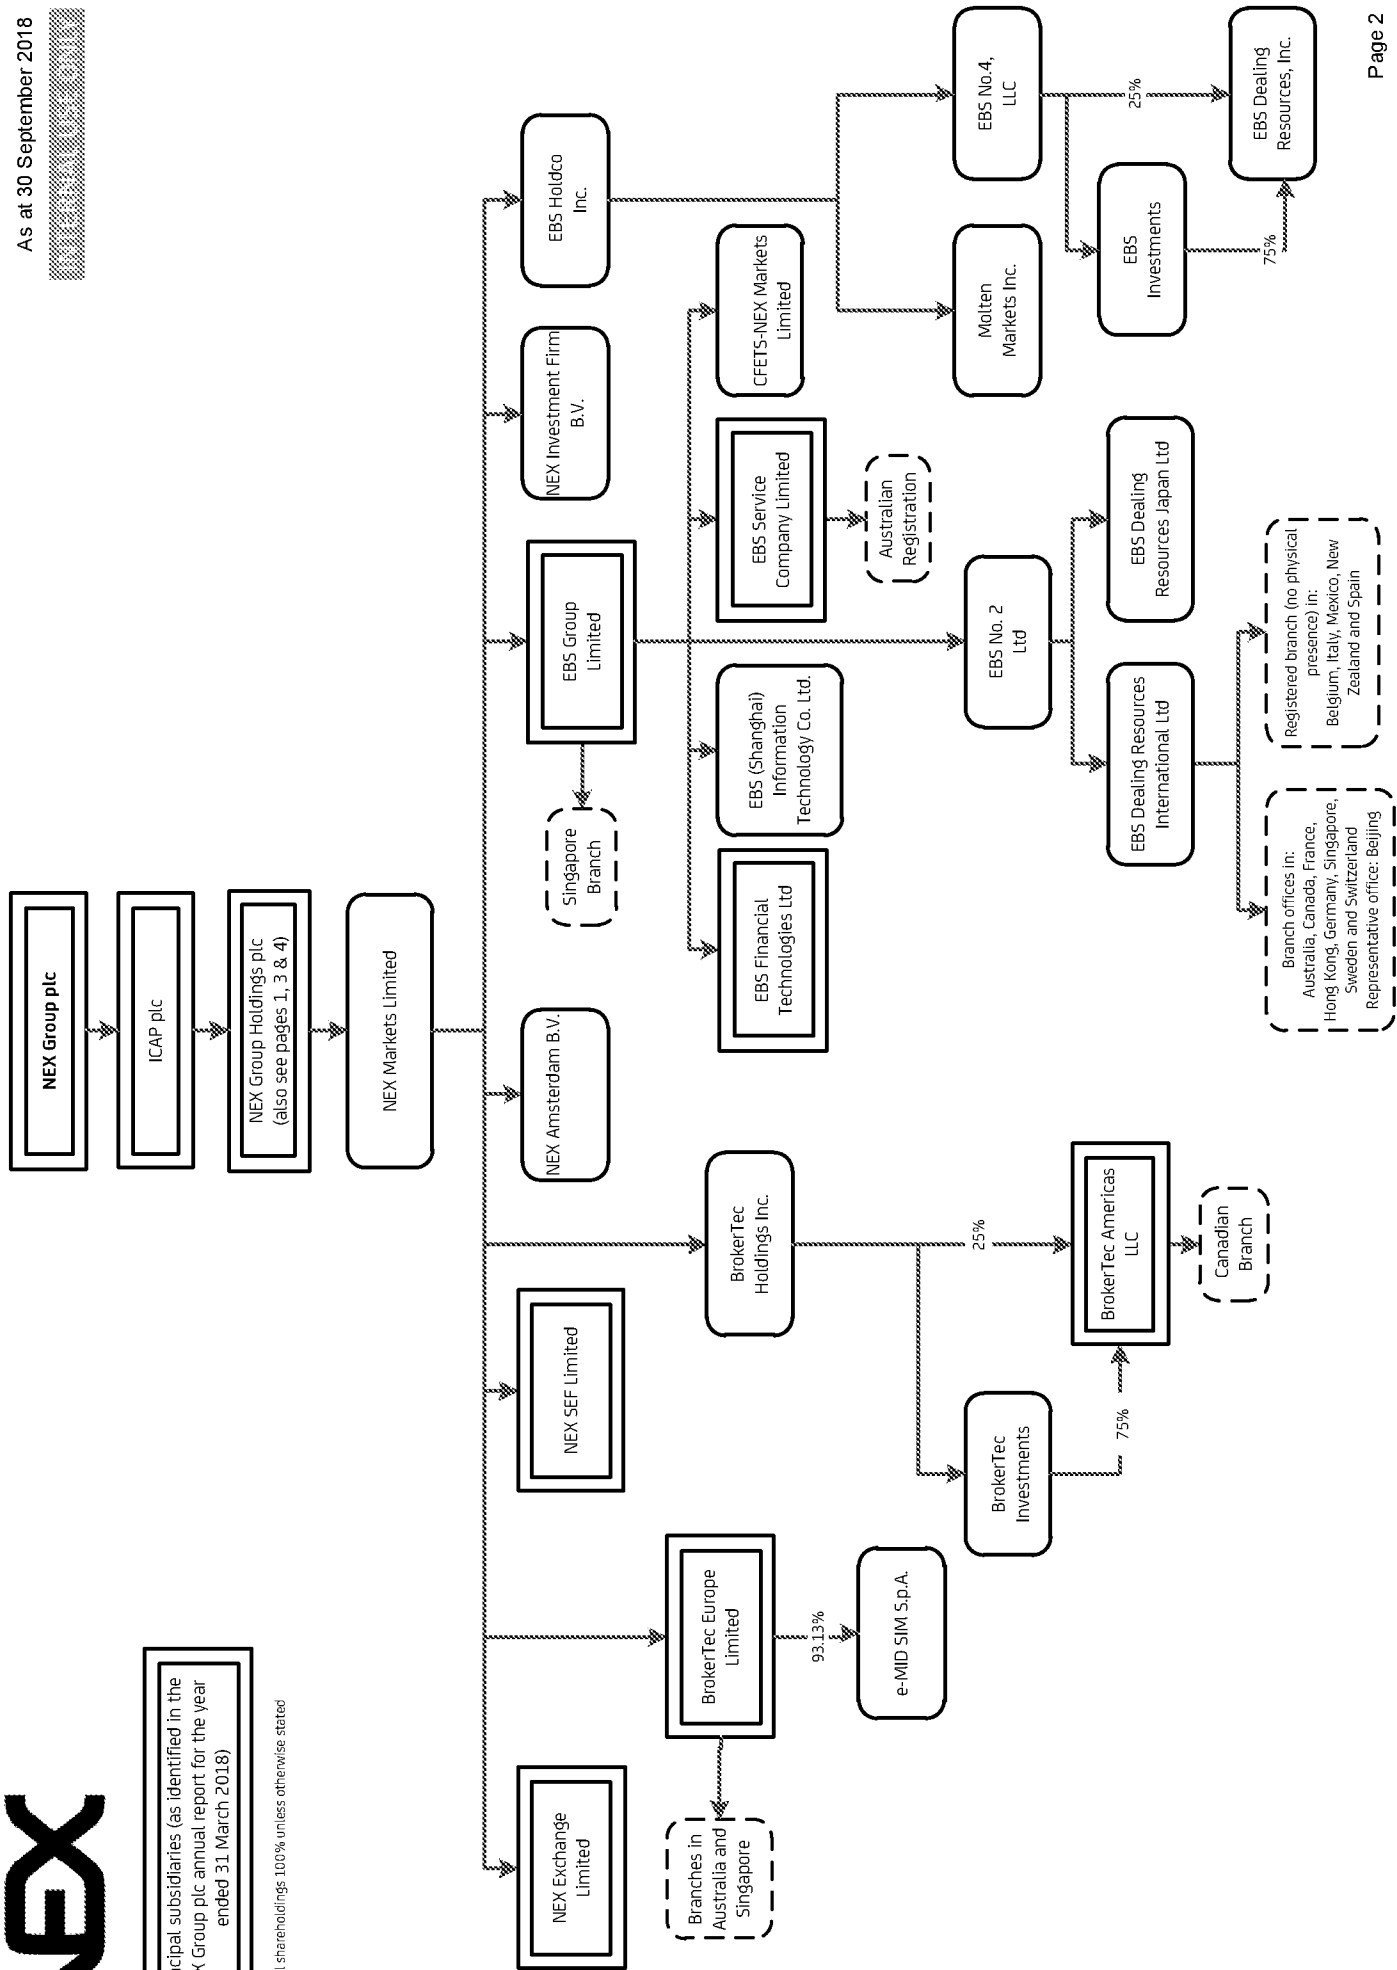 As at 30 September 2018
NEX Group plc
ICAP plc
NEX Group Holdings plc
(also see pages 1, 3 & 4)
NEX Markets Limited
cipal subsidiaries (as identified in the
Group plc annual report for the year
ended 31 March 2018)
shareholdings 100% unless otherwise stated
NEX Exchange
Limited
NEX SEF Limited
NEX Amsterdam B.V.
EBS Group
Limited
NEX Investment Firm
B.V.
EBS Holdco
Inc.
Singapore
Branch
BrokerTec Europe
Limited
Branches in
Australia and
Singapore
93.13%
e-MID SIM S.p.A.
BrokerTec
Holdings Inc.
BrokerTec
Investments
25%
75%
BrokerTec Americas
LLC
Canadian
Branch
EBS Financial
Technologies Ltd
EBS (Shanghai)
Information
Technology Co. Ltd.
EBS Service
Company Limited
CFETS-NEX Markets
Limited
Australian
Registration
EBS No. 2
Ltd
EBS Dealing Resources
International Ltd
EBS Dealing
Resources Japan Ltd
Branch offices in:
Australia, Canada, France,
Hong Kong, Germany, Singapore,
Sweden and Switzerland
Representative office: Beijing
Registered branch (no physical
presence) in:
Belgium, Italy, Mexico, New
Zealand and Spain
Molten
Markets Inc.
EBS No.4,
LLC
EBS
Investments
25%
75%
EBS Dealing
Resources, Inc.
Page 2